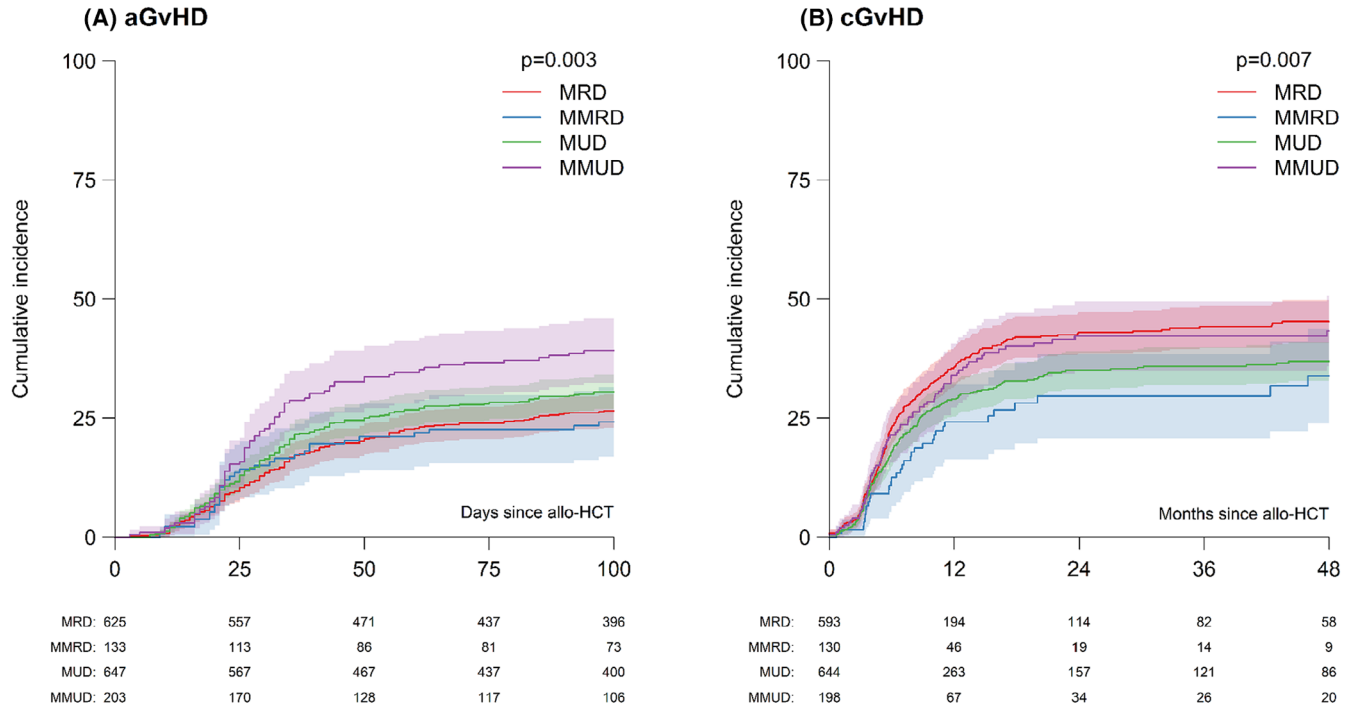 (A) aGvHD
p=0.003
MRD
MMRD
MUD
MMUD
100
75
50
25
0
Cumulative incidence
Days since allo-HCT
0 25 50 75 100
MRD: 625 557 471 437 396
MMRD: 133 113 86 81 73
MUD: 647 567 467 437 400
MMUD: 203 170 128 117 106
(B) cGvHD
p=0.007
MRD
MMRD
MUD
MMUD
100
75
50
25
0
Cumulative incidence
Months since allo-HCT
0 12 24 36 48
MRD: 593 194 114 82 58
MMRD: 130 46 19 14 9
MUD: 644 263 157 121 86
MMUD: 198 67 34 26 20